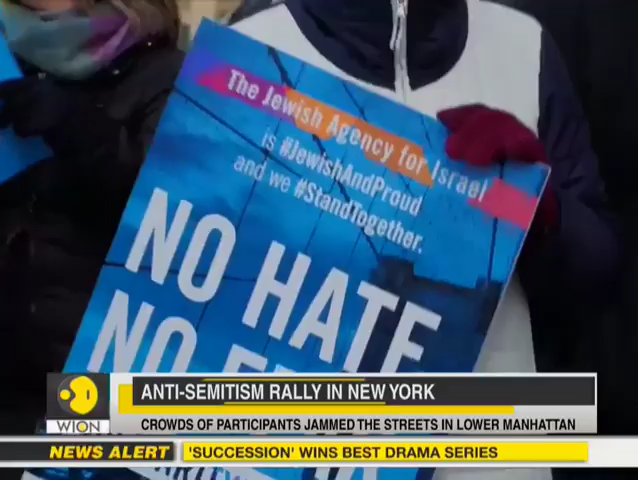 The Jewish Agency for Israel
is #JewishAndProud
and we #StandTogether.
NO HATE
NO
ANTI-SEMITISM RALLY IN NEW YORK
WION
CROWDS OF PARTICIPANTS JAMMED THE STREETS IN LOWER MANHATTAN
NEWS ALERT
'SUCCESSION' WINS BEST DRAMA SERIES